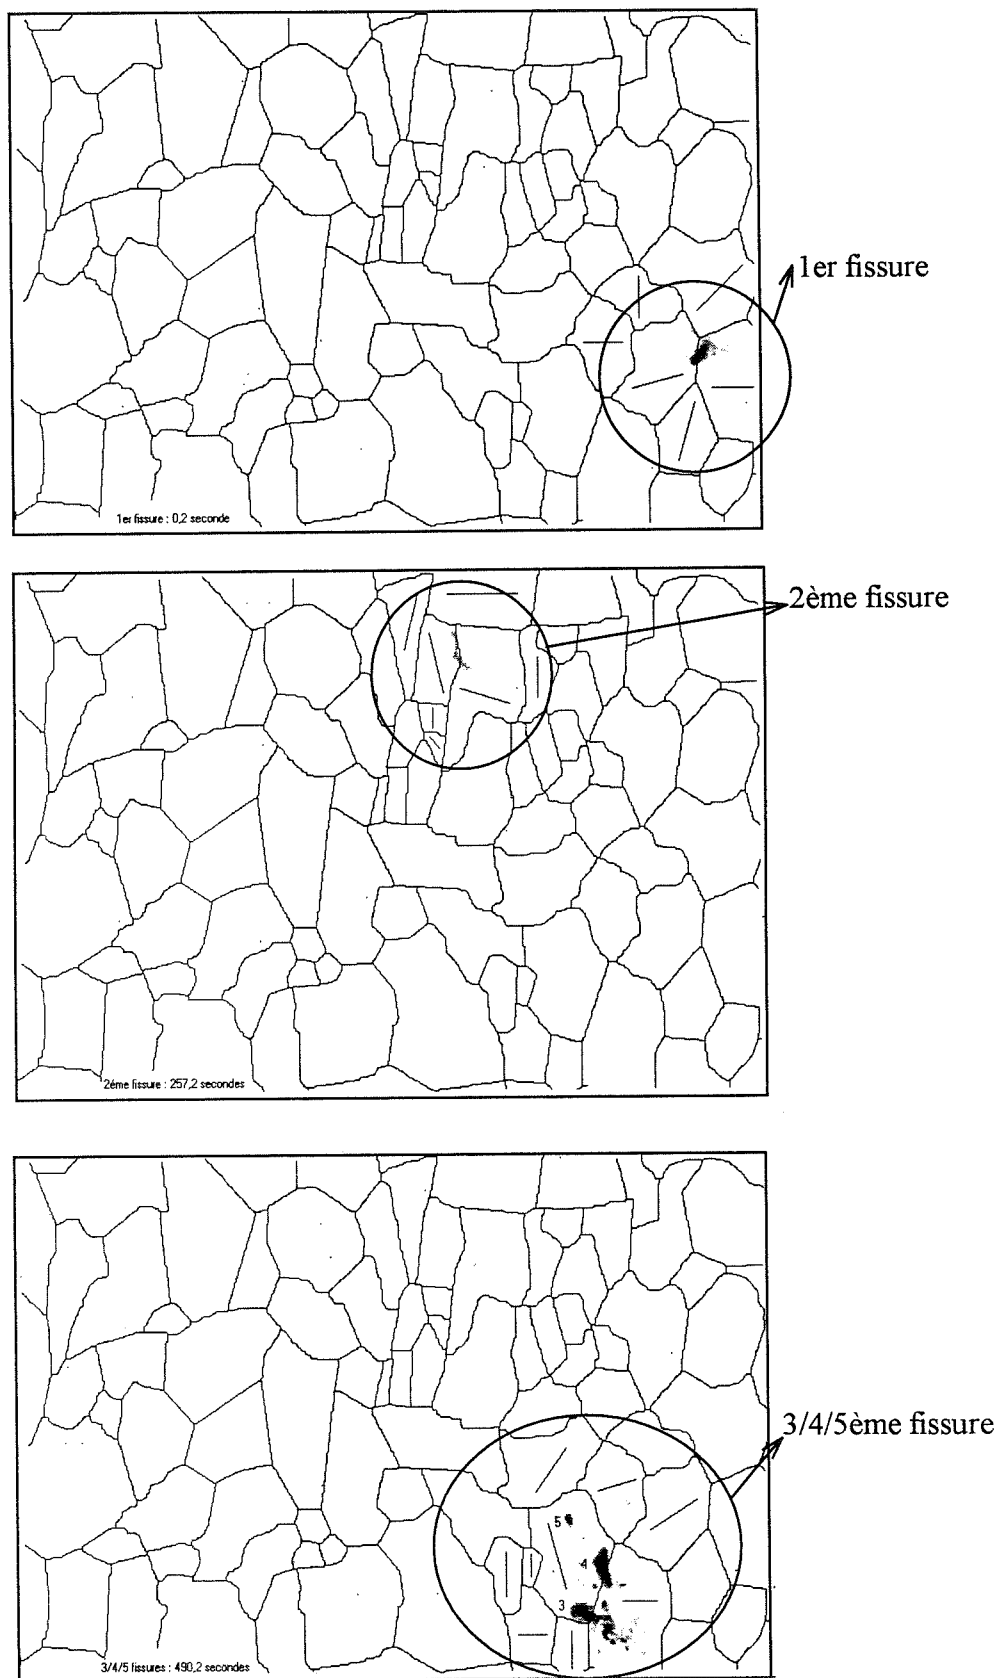 1er fissure
1er fissure : 0,2 seconde
2ème fissure
2éme fissure : 257,2 secondes
3/4/5ème fissure
5
4
3
3/4/5 fissures : 490,2 secondes